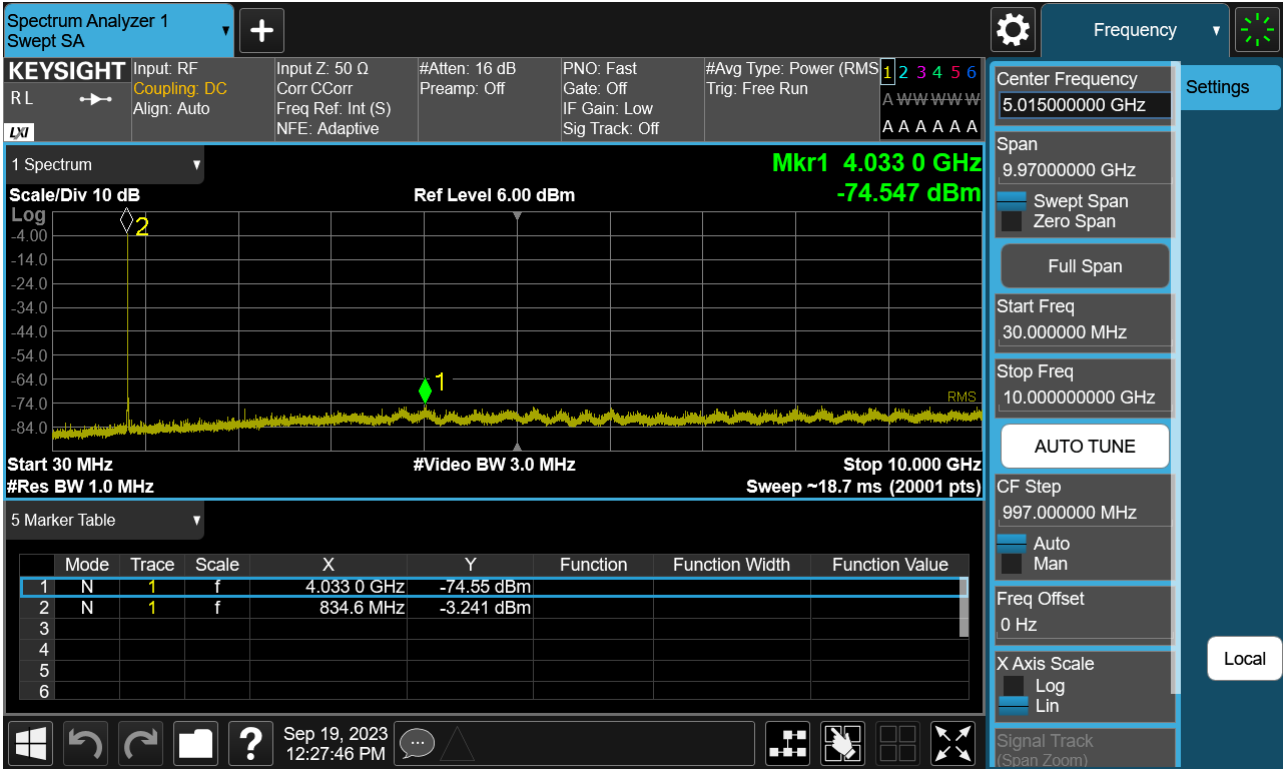 Spectrum Analyzer 1
Swept SA
+
Frequency
KEYSIGHT
R L
LXI
Input: RF
Coupling: DC
Align: Auto
Input Z: 50 Ω
Corr CCorr
Freq Ref: Int (S)
NFE: Adaptive
#Atten: 16 dB
Preamp: Off
PNO: Fast
Gate: Off
IF Gain: Low
Sig Track: Off
#Avg Type: Power (RMS
Trig: Free Run
1 2 3 4 5 6
A W W W W W
A A A A A A
1 Spectrum
Mkr1 4.033 0 GHz
-74.547 dBm
Scale/Div 10 dB
Ref Level 6.00 dBm
Log
-4.00
-14.0
-24.0
-34.0
-44.0
-54.0
-64.0
-74.0
-84.0
2
1
RMS
Start 30 MHz
#Video BW 3.0 MHz
Stop 10.000 GHz
#Res BW 1.0 MHz
Sweep ~18.7 ms (20001 pts)
5 Marker Table
Mode Trace Scale X Y Function Function Width Function Value
1 N 1 f 4.033 0 GHz -74.55 dBm
2 N 1 f 834.6 MHz -3.241 dBm
3
4
5
6
?
Sep 19, 2023
12:27:46 PM
Center Frequency
5.015000000 GHz
Span
9.97000000 GHz
Swept Span
Zero Span
Full Span
Start Freq
30.000000 MHz
Stop Freq
10.000000000 GHz
AUTO TUNE
CF Step
997.000000 MHz
Auto
Man
Freq Offset
0 Hz
X Axis Scale
Log
Lin
Signal Track
(Span Zoom)
Settings
Local